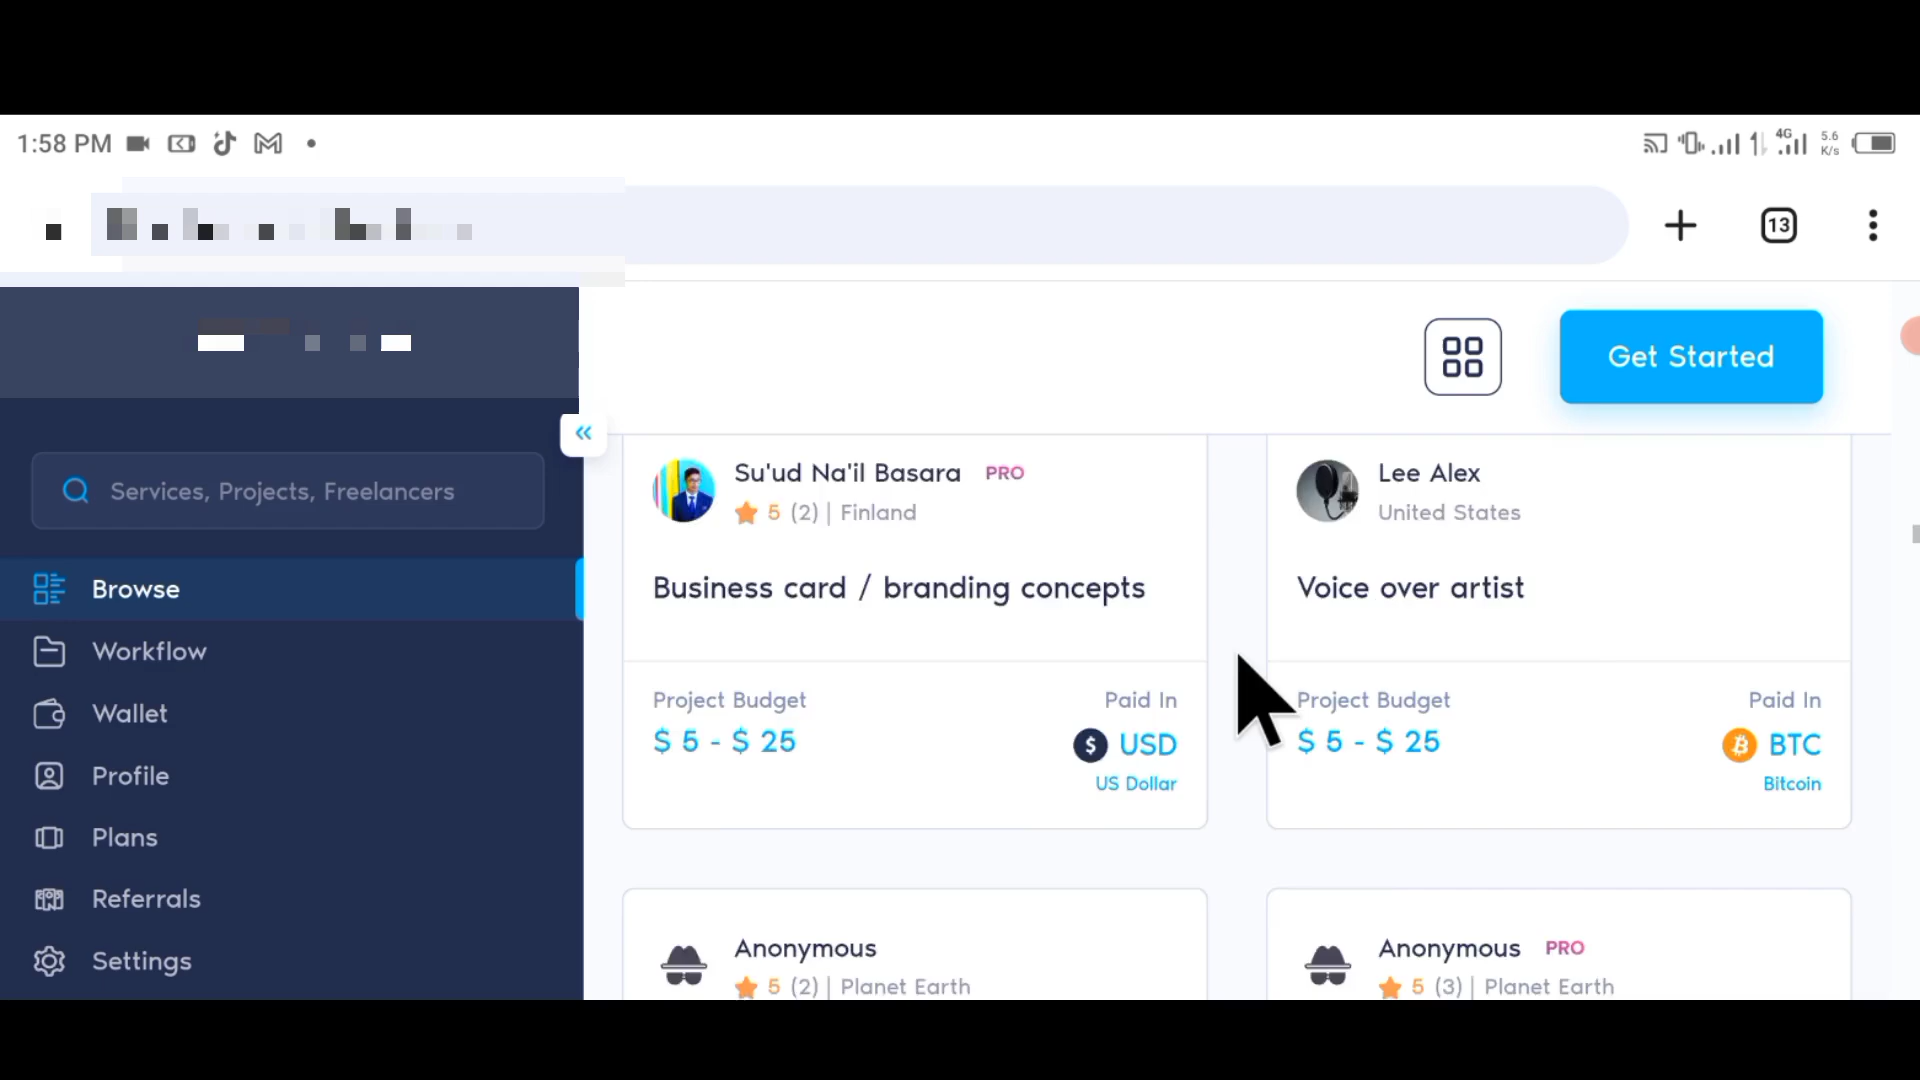 1:58 PM
4G
5.6
K/s
13
Get Started
Services, Projects, Freelancers
Browse
Workflow
Wallet
Profile
Plans
Referrals
Settings
Su'ud Na'il Basara PRO
5 (2) | Finland
Business card / branding concepts
Project Budget Paid In
$ 5 - $ 25 $ USD
US Dollar
Lee Alex
United States
Voice over artist
Project Budget Paid In
$ 5 - $ 25 BTC
Bitcoin
Anonymous
5 (2) | Planet Earth
Anonymous PRO
5 (3) | Planet Earth